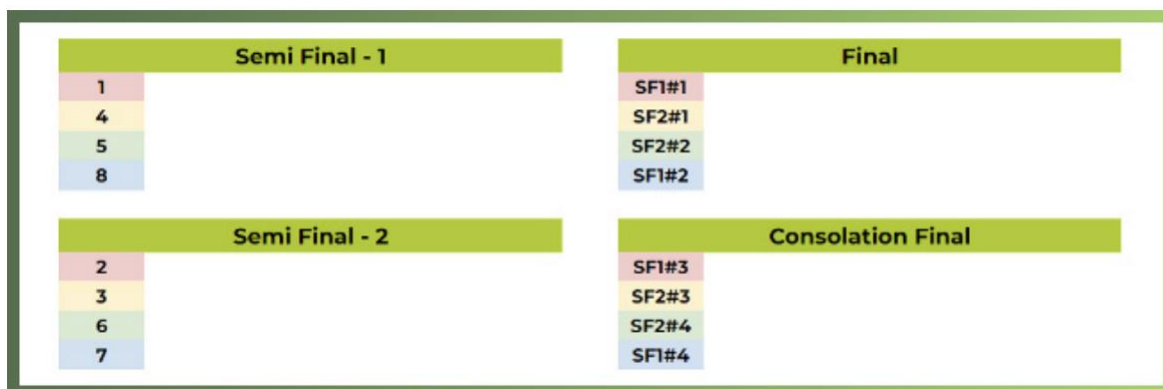 Semi Final - 1
1
4
5
8
Semi Final - 2
2
3
6
7
Final
SF1#1
SF2#1
SF2#2
SF1#2
Consolation Final
SF1#3
SF2#3
SF2#4
SF1#4